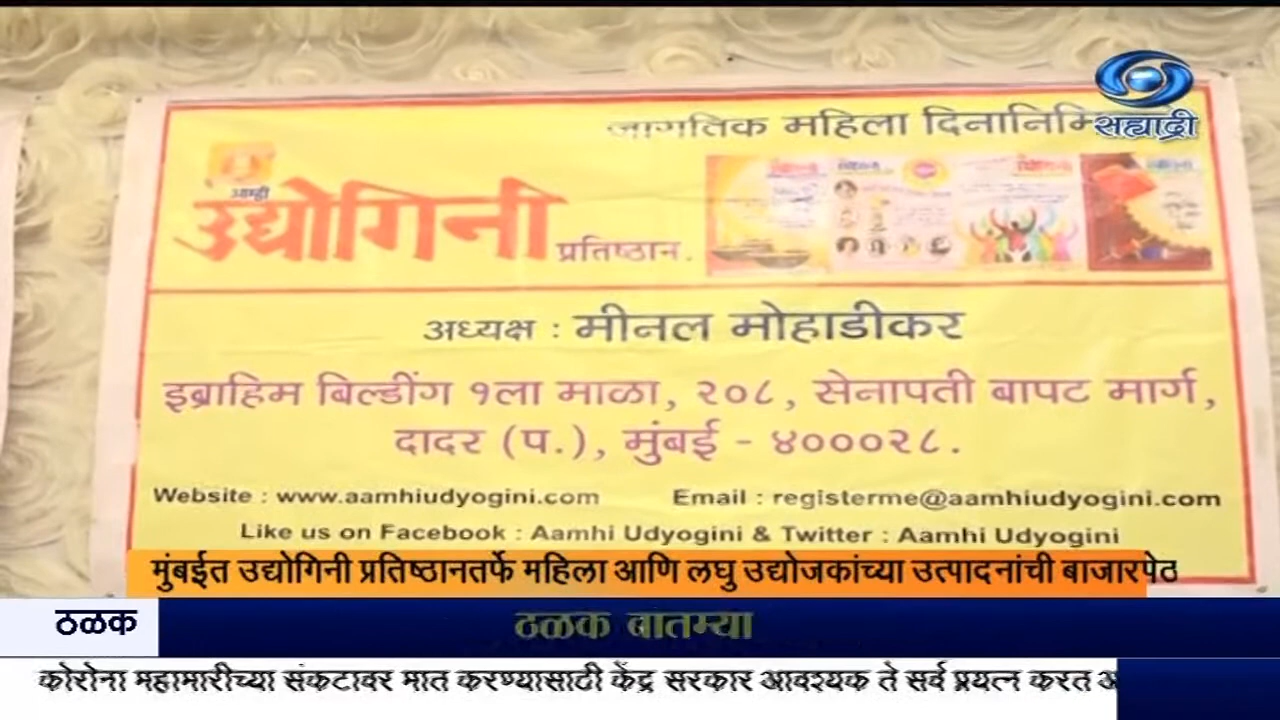 जागतिक महिला दिनानिमि
सह्याद्री
आम्ही
उद्योगिनी
प्रतिष्ठान.
अध्यक्ष : मीनल मोहाडीकर
इब्राहिम बिल्डींग १ला माळा, २०८, सेनापती बापट मार्ग,
दादर (प.), मुंबई - ४०००२८.
Website : www.aamhiudyogini.com Email : registerme@aamhiudyogini.com
Like us on Facebook : Aamhi Udyogini & Twitter : Aamhi Udyogini
मुंबईत उद्योगिनी प्रतिष्ठानतर्फे महिला आणि लघु उद्योजकांच्या उत्पादनांची बाजारपेठ
ठळक
ठळक बातम्या
कोरोना महामारीच्या संकटावर मात करण्यासाठी केंद्र सरकार आवश्यक ते सर्व प्रयत्न करत